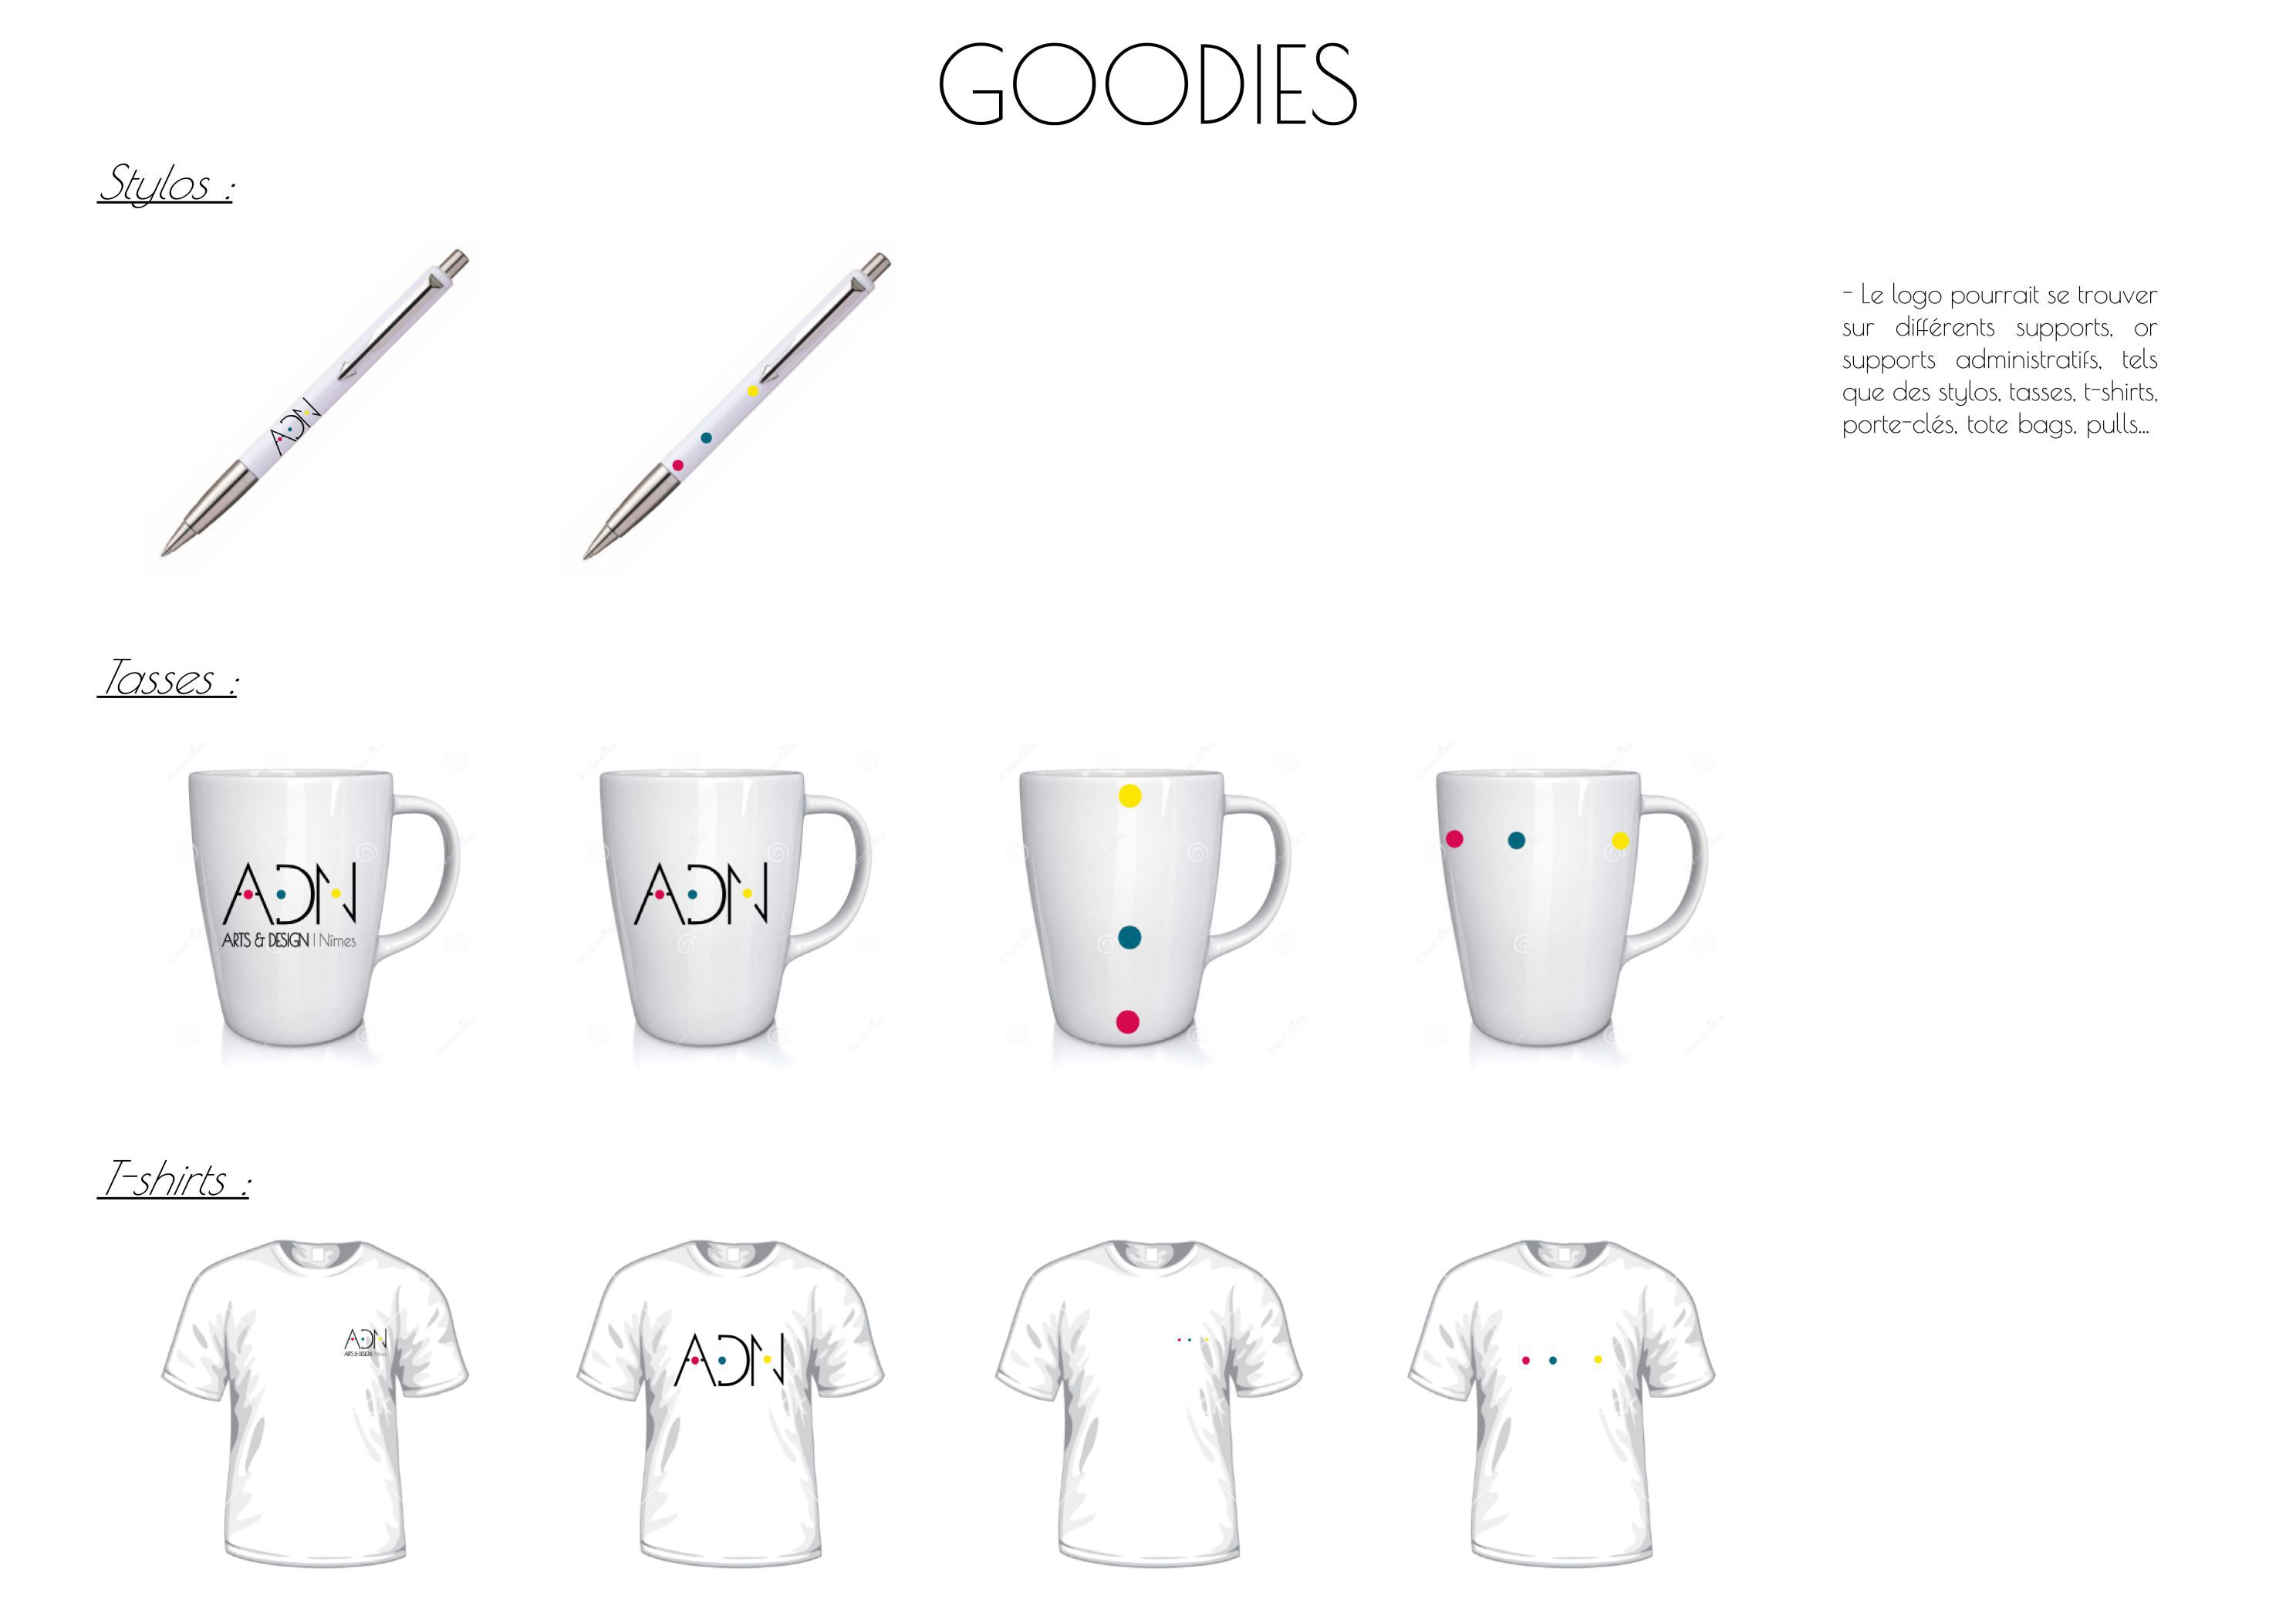 GOODIES
Stylos :
ADN
- Le logo pourrait se trouver
sur différents supports, or
supports administratifs, tels
que des stylos, tasses, t-shirts,
porte-clés, tote bags, pulls...
Tasses :
ADN
ARTS & DESIGN | Nîmes
ADN
T-shirts :
ADN
ARTS & DESIGN | Nîmes
ADN